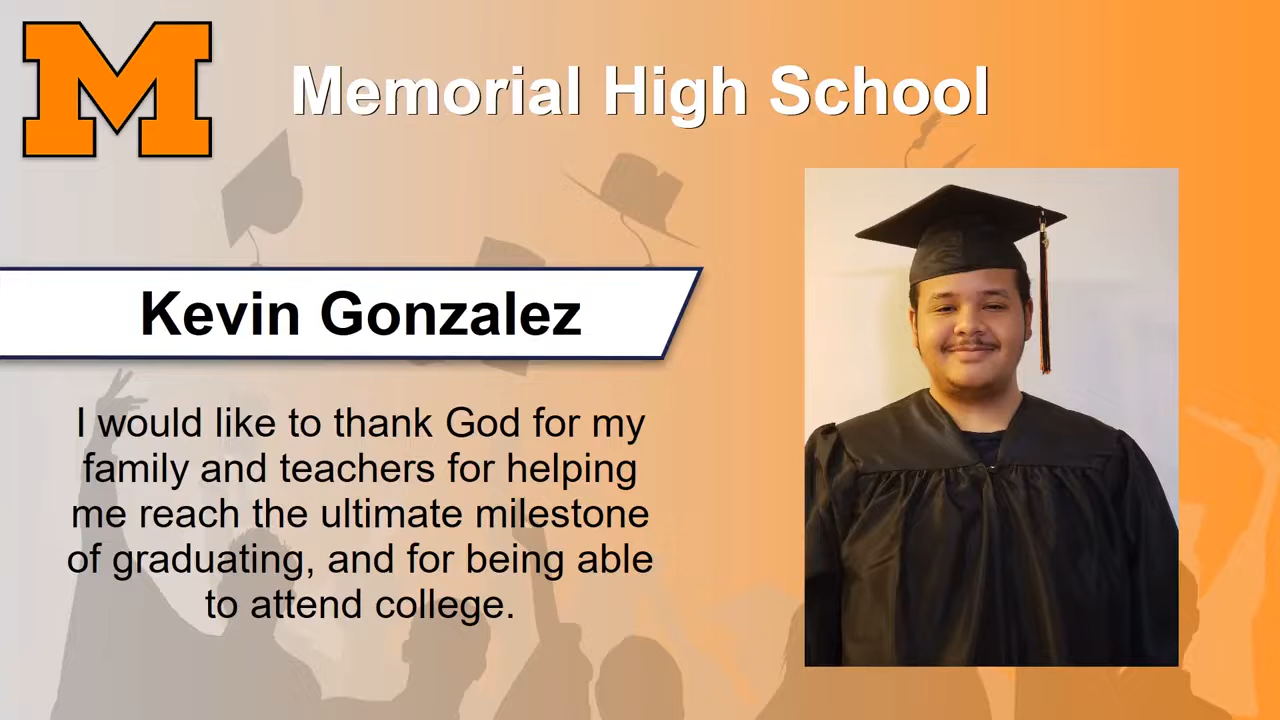 M
Memorial High School
Kevin Gonzalez
I would like to thank God for my
family and teachers for helping
me reach the ultimate milestone
of graduating, and for being able
to attend college.